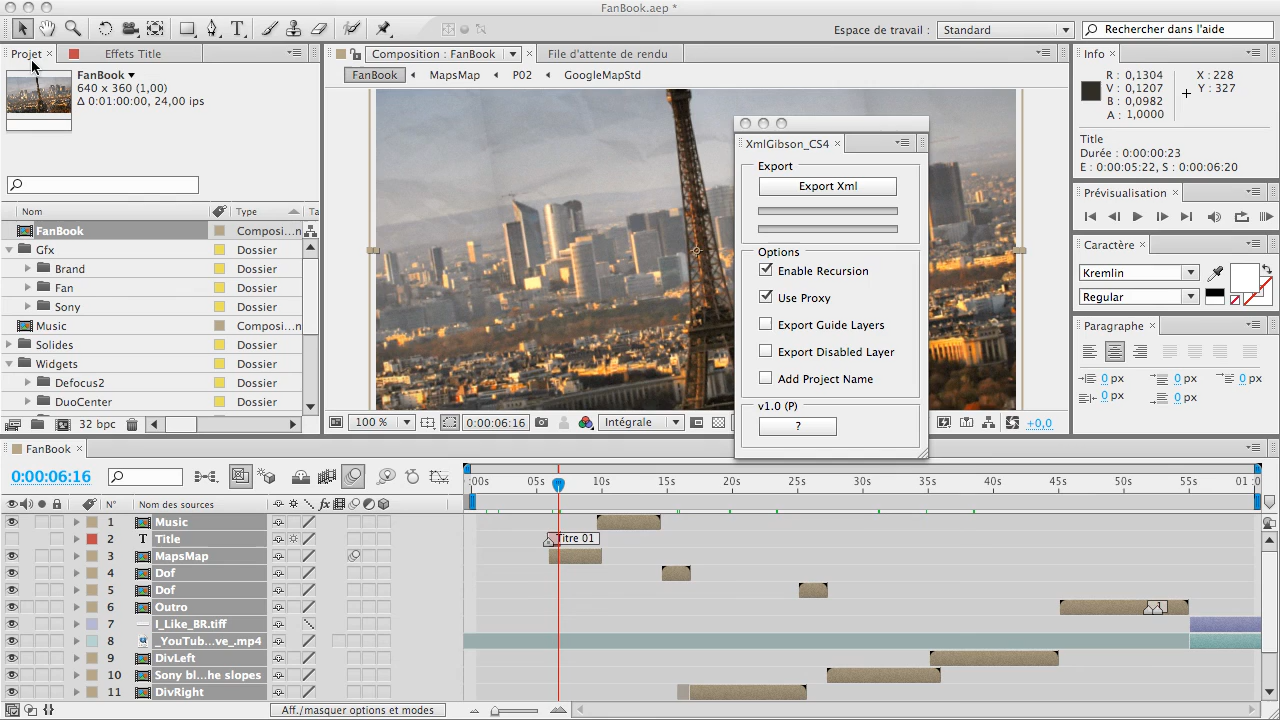 FanBook.aep *
Espace de travail :
Standard
Rechercher dans l'aide
Projet
Effets Title
FanBook
640 x 360 (1,00)
Δ 0:01:00:00, 24,00 ips
Nom
Type
Ta
FanBook
Composi...n
Gfx
Dossier
Brand
Dossier
Fan
Dossier
Sony
Dossier
Music
Composi...n
Solides
Dossier
Widgets
Dossier
Defocus2
Dossier
DuoCenter
Dossier
32 bpc
Composition : FanBook
File d'attente de rendu
FanBook
MapsMap
P02
GoogleMapStd
100 %
0:00:06:16
Intégrale
+0,0
XmlGibson_CS4
Export
Export Xml
Options
Enable Recursion
Use Proxy
Export Guide Layers
Export Disabled Layer
Add Project Name
v1.0 (P)
?
Info
R : 0,1304
V : 0,1207
B : 0,0982
A : 1,0000
X : 228
Y : 327
Title
Durée : 0:00:00:23
E : 0:00:05:22, S : 0:00:06:20
Prévisualisation
Caractère
Kremlin
Regular
T
Paragraphe
0 px
0 px
0 px
0 px
0 px
FanBook
0:00:06:16
:00s
05s
10s
15s
20s
25s
30s
35s
40s
45s
50s
55s
01:0
N°
Nom des sources
fx
1
Music
2
T
Title
Titre 01
3
MapsMap
4
Dof
5
Dof
6
Outro
7
I_Like_BR.tiff
8
_YouTub...ve_.mp4
9
DivLeft
10
Sony bl...he slopes
11
DivRight
Aff./masquer options et modes